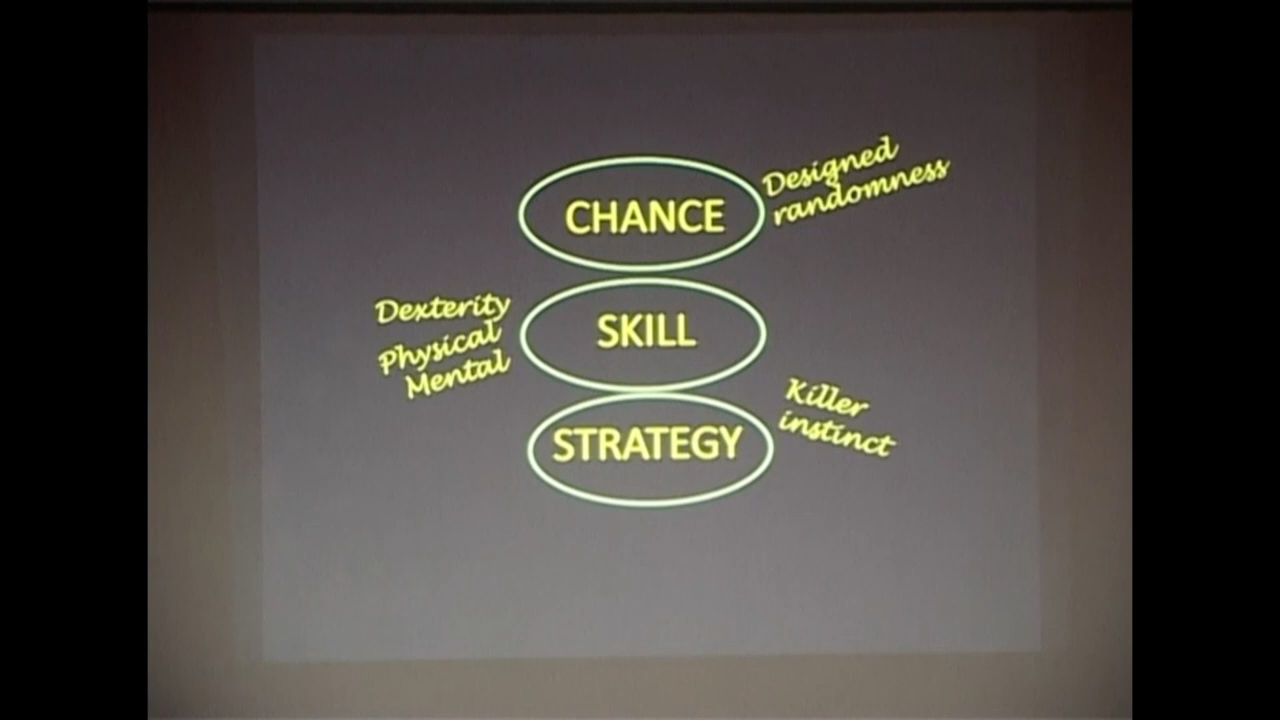 CHANCE
Designed
randomness
Dexterity
Physical
Mental
SKILL
Killer
instinct
STRATEGY